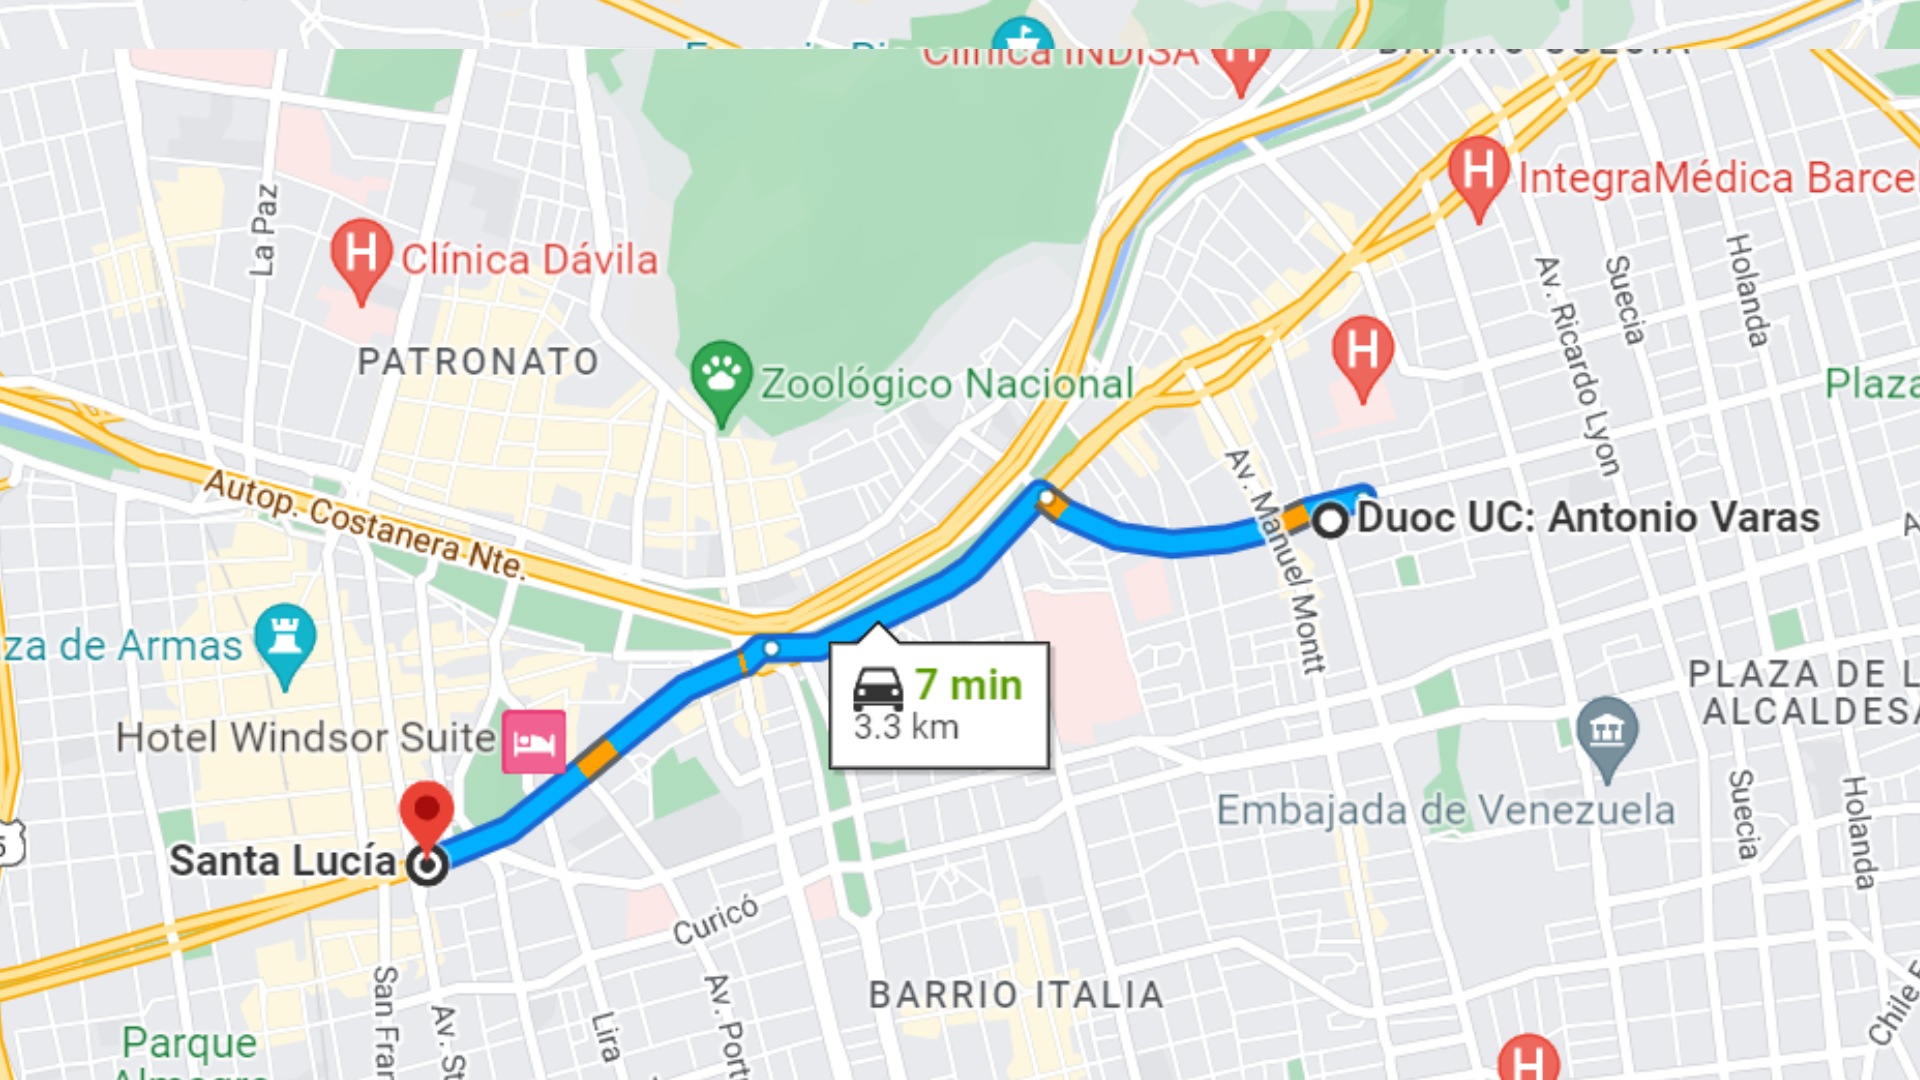 Clínica INDISA
La Paz
H
Clínica Dávila
H
IntegraMédica Barcel
Av. Ricardo Lyon
Suecia
Holanda
PATRONATO
Zoológico Nacional
H
Plaza
Autop. Costanera Nte.
Av. Manuel Montt
Duoc UC: Antonio Varas
za de Armas
7 min
3.3 km
PLAZA DE L
ALCALDESA
Hotel Windsor Suite
Embajada de Venezuela
Suecia
Holanda
5
Santa Lucía
Curicó
BARRIO ITALIA
San Fran
Av. St
Lira
Av. Port
Chile E
Parque
H